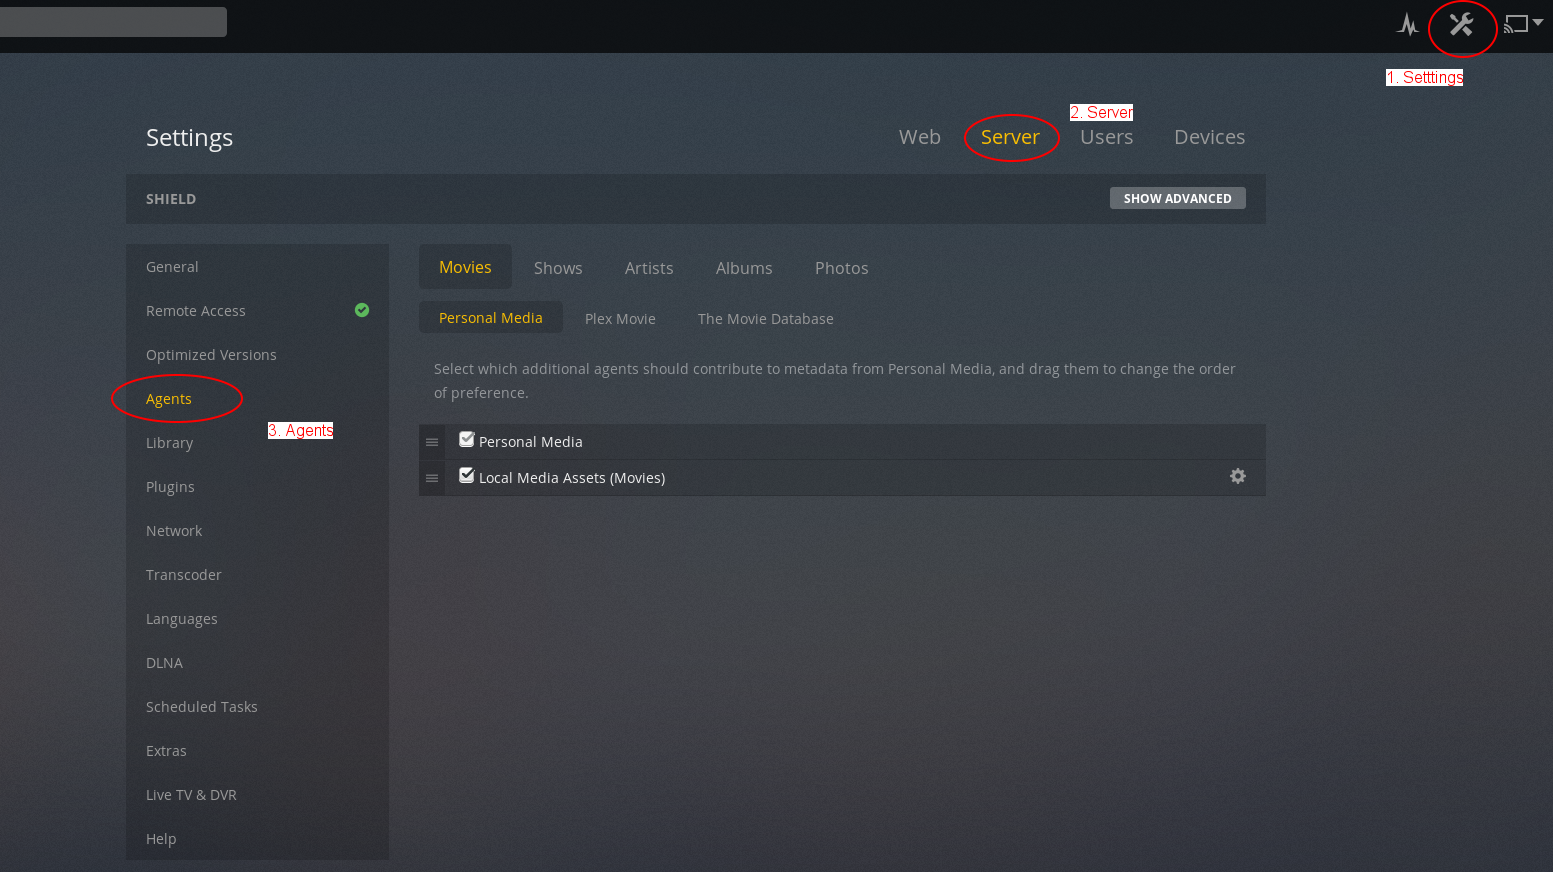 1. Setttings
2. Server
Settings
Web
Server
Users
Devices
SHIELD
SHOW ADVANCED
General
Remote Access
Optimized Versions
Agents
3. Agents
Library
Plugins
Network
Transcoder
Languages
DLNA
Scheduled Tasks
Extras
Live TV & DVR
Help
Movies
Shows
Artists
Albums
Photos
Personal Media
Plex Movie
The Movie Database
Select which additional agents should contribute to metadata from Personal Media, and drag them to change the order
of preference.
Personal Media
Local Media Assets (Movies)